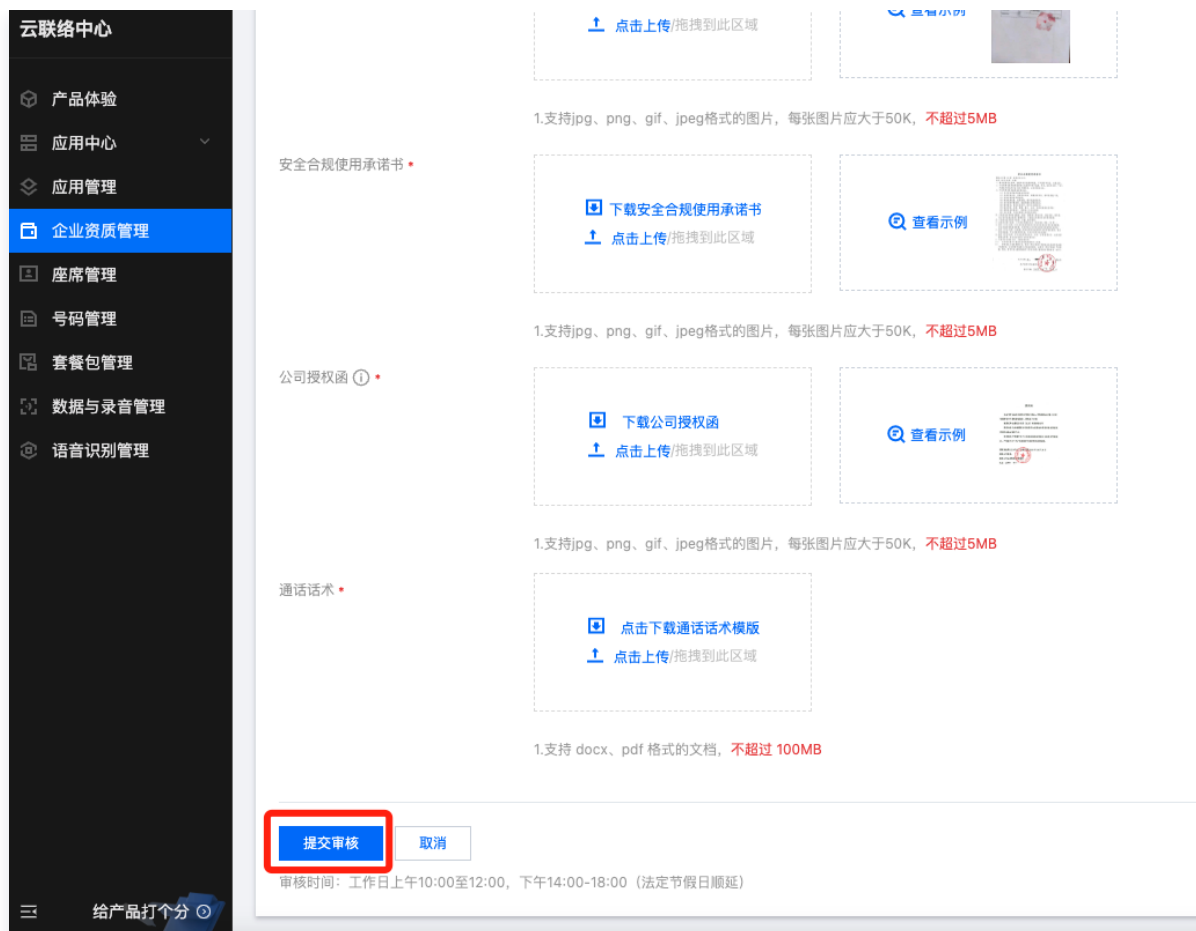 云联络中心
产品体验
应用中心
应用管理
企业资质管理
座席管理
号码管理
套餐包管理
数据与录音管理
语音识别管理
给产品打个分
点击上传/拖拽到此区域
查看示例
1.支持jpg、png、gif、jpeg格式的图片，每张图片应大于50K，不超过5MB
安全合规使用承诺书 •
下载安全合规使用承诺书
点击上传/拖拽到此区域
查看示例
1.支持jpg、png、gif、jpeg格式的图片，每张图片应大于50K，不超过5MB
公司授权函 •
下载公司授权函
点击上传/拖拽到此区域
查看示例
1.支持jpg、png、gif、jpeg格式的图片，每张图片应大于50K，不超过5MB
通话话术 •
点击下载通话话术模版
点击上传/拖拽到此区域
1.支持 docx、pdf 格式的文档，不超过 100MB
提交审核
取消
审核时间：工作日上午10:00至12:00，下午14:00-18:00（法定节假日顺延）